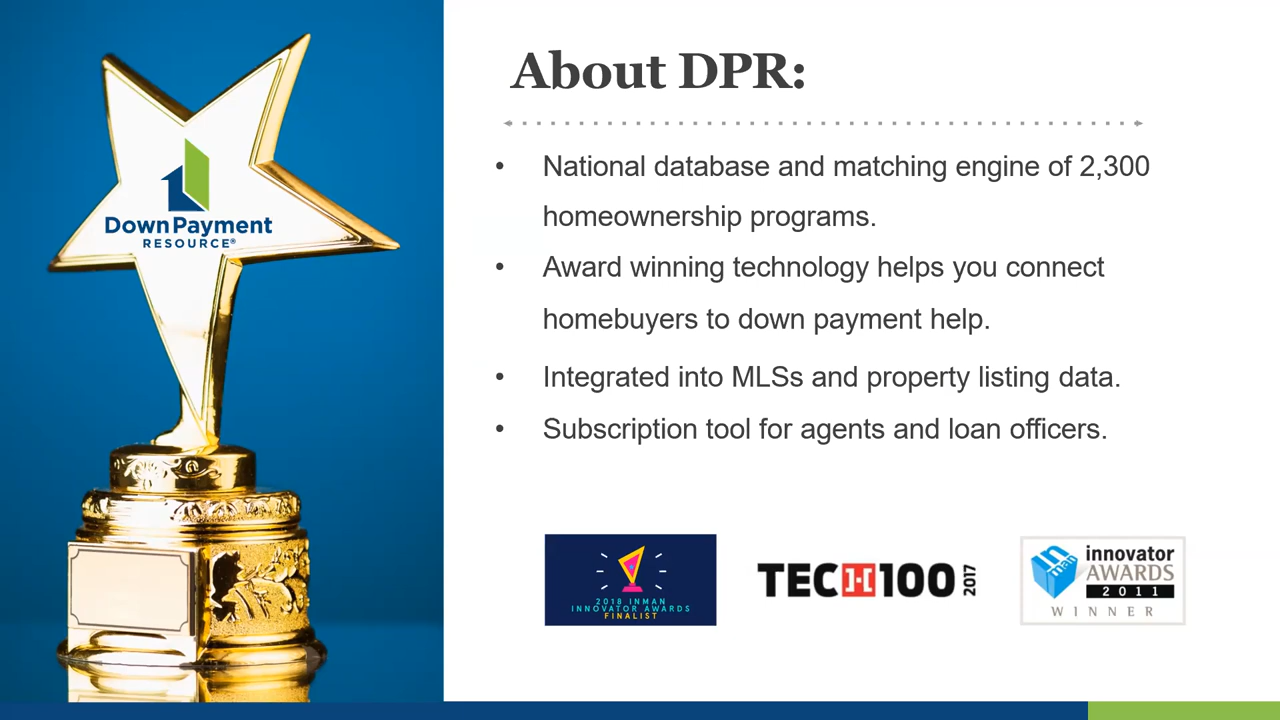 DownPayment
RESOURCE®
About DPR:
• National database and matching engine of 2,300
homeownership programs.
• Award winning technology helps you connect
homebuyers to down payment help.
• Integrated into MLSs and property listing data.
• Subscription tool for agents and loan officers.
2018 INMAN
INNOVATOR AWARDS
FINALIST
TECH100 2017
inman
innovator
AWARDS
2011
WINNER